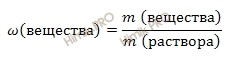 ω(вещества) = m (вещества) / m (раствора)